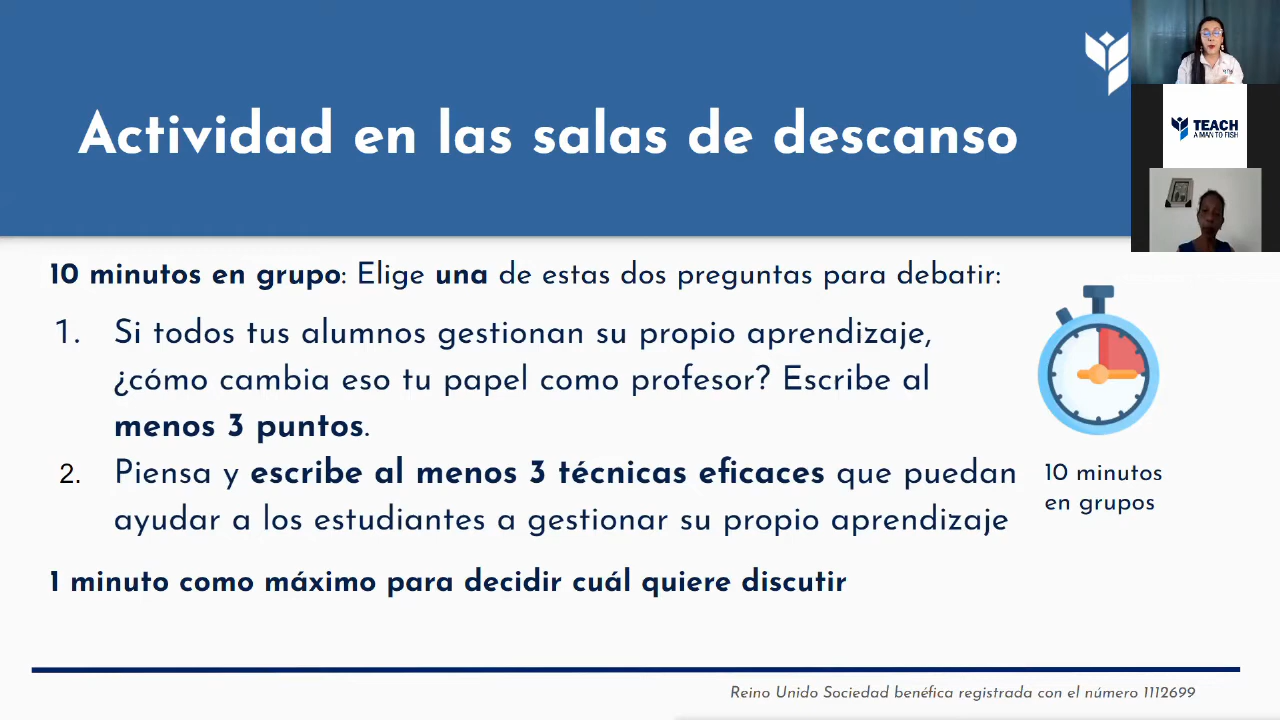 Actividad en las salas de descanso
TEACH
A MAN TO FISH
10 minutos en grupo: Elige una de estas dos preguntas para debatir:
1. Si todos tus alumnos gestionan su propio aprendizaje,
¿cómo cambia eso tu papel como profesor? Escribe al
menos 3 puntos.
2. Piensa y escribe al menos 3 técnicas eficaces que puedan
ayudar a los estudiantes a gestionar su propio aprendizaje
10 minutos
en grupos
1 minuto como máximo para decidir cuál quiere discutir
Reino Unido Sociedad benéfica registrada con el número 1112699